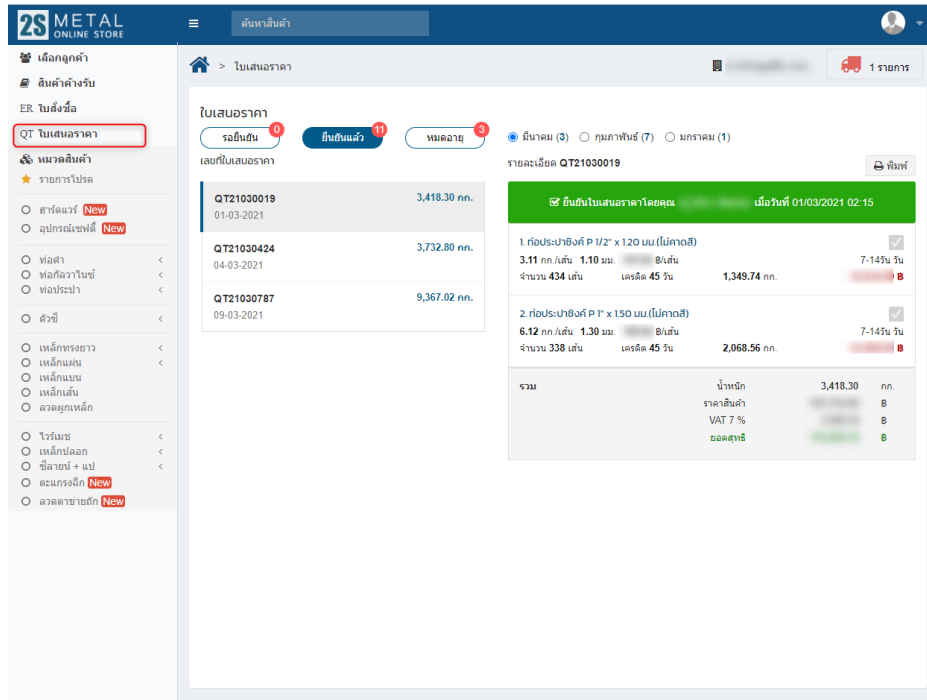 2S METAL
ONLINE STORE
ค้นหาสินค้า
เลือกลูกค้า
สินค้าค้างรับ
ER ใบสั่งซื้อ
QT ใบเสนอราคา
หมวดสินค้า
รายการโปรด
ฮาร์ดแวร์ New
อุปกรณ์เซฟตี้ New
ท่อดำ
ท่อกัลวาไนซ์
ท่อประปา
ตัวซี
เหล็กทรงยาว
เหล็กแผ่น
เหล็กแบน
เหล็กเส้น
ลวดผูกเหล็ก
ไวร์เมช
เหล็กปลอก
ซีลายน์ + แป
ตะแกรงฉีก New
ลวดตาข่ายถัก New
> ใบเสนอราคา
1 รายการ
ใบเสนอราคา
รอยืนยัน 0
ยืนยันแล้ว 11
หมดอายุ 3
เลขที่ใบเสนอราคา
QT21030019 3,418.30 กก.
01-03-2021
QT21030424 3,732.80 กก.
04-03-2021
QT21030787 9,367.02 กก.
09-03-2021
มีนาคม (3) กุมภาพันธ์ (7) มกราคม (1)
รายละเอียด QT21030019
พิมพ์
ยืนยันใบเสนอราคาโดยคุณ เมื่อวันที่ 01/03/2021 02:15
1. ท่อประปาซิงค์ P 1/2" x 1.20 มม.(ไม่คาดสี)
3.11 กก./เส้น 1.10 มม. B/เส้น 7-14วัน วัน
จำนวน 434 เส้น เครดิต 45 วัน 1,349.74 กก. B
2. ท่อประปาซิงค์ P 1" x 1.50 มม.(ไม่คาดสี)
6.12 กก./เส้น 1.30 มม. B/เส้น 7-14วัน วัน
จำนวน 338 เส้น เครดิต 45 วัน 2,068.56 กก. B
รวม น้ำหนัก 3,418.30 กก.
ราคาสินค้า B
VAT 7 % B
ยอดสุทธิ B